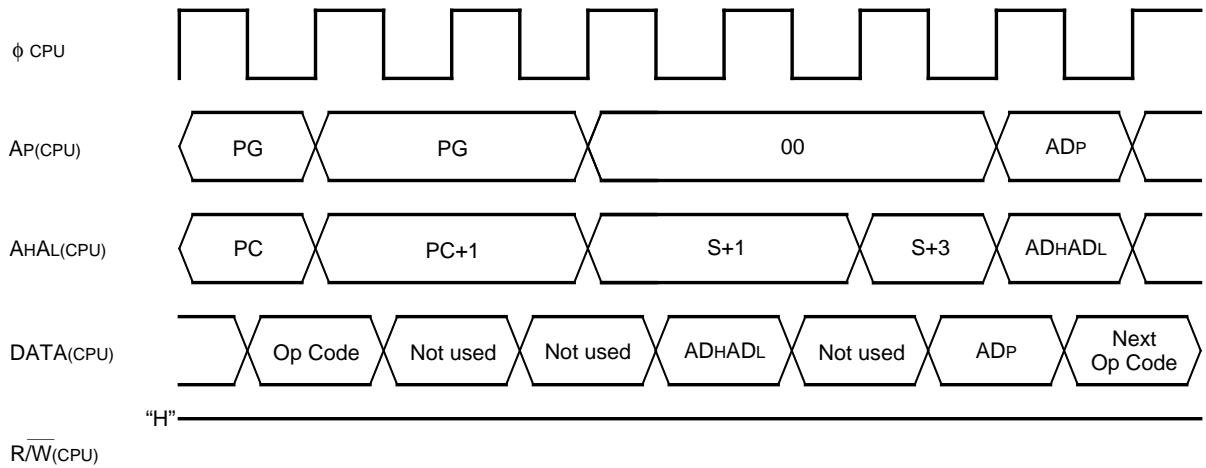 ϕ CPU
AP(CPU) PG PG 00 ADP
AHAL(CPU) PC PC+1 S+1 S+3 ADHADL
DATA(CPU) Op Code Not used Not used ADHADL Not used ADP Next Op Code
“H”
R/W̅(CPU)